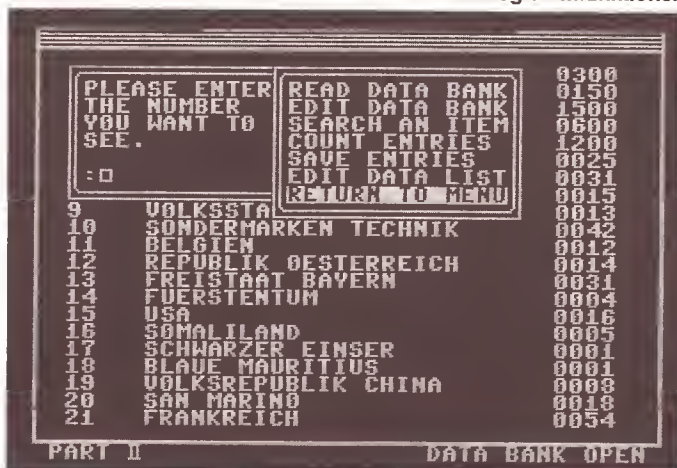 0300
PLEASE ENTER READ DATA BANK 0150
THE NUMBER EDIT DATA BANK 1500
YOU WANT TO SEARCH AN ITEM 0600
SEE. COUNT ENTRIES 1200
SAVE ENTRIES 0025
: EDIT DATA LIST 0031
RETURN TO MENU 0015
9 VOLKSSTA 0013
10 SONDERMARKEN TECHNIK 0042
11 BELGIEN 0012
12 REPUBLIK OESTERREICH 0014
13 FREISTAAT BAYERN 0031
14 FUERSTENTUM 0004
15 USA 0016
16 SOMALILAND 0005
17 SCHWARZER EINSER 0001
18 BLAUE MAURITIUS 0001
19 VOLKSREPUBLIK CHINA 0008
20 SAN MARINO 0018
21 FRANKREICH 0054
PART II DATA BANK OPEN